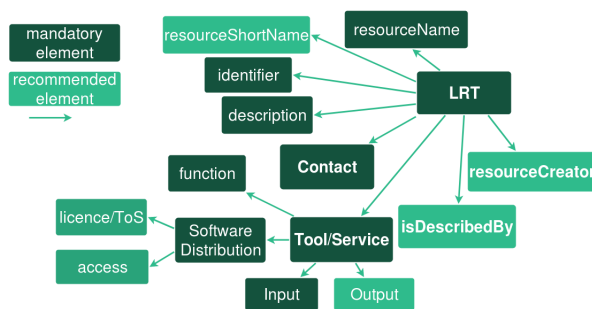 mandatory
element
recommended
element
resourceShortName
resourceName
identifier
LRT
description
Contact
resourceCreator
function
licence/ToS
Software
Distribution
Tool/Service
isDescribedBy
access
Input
Output